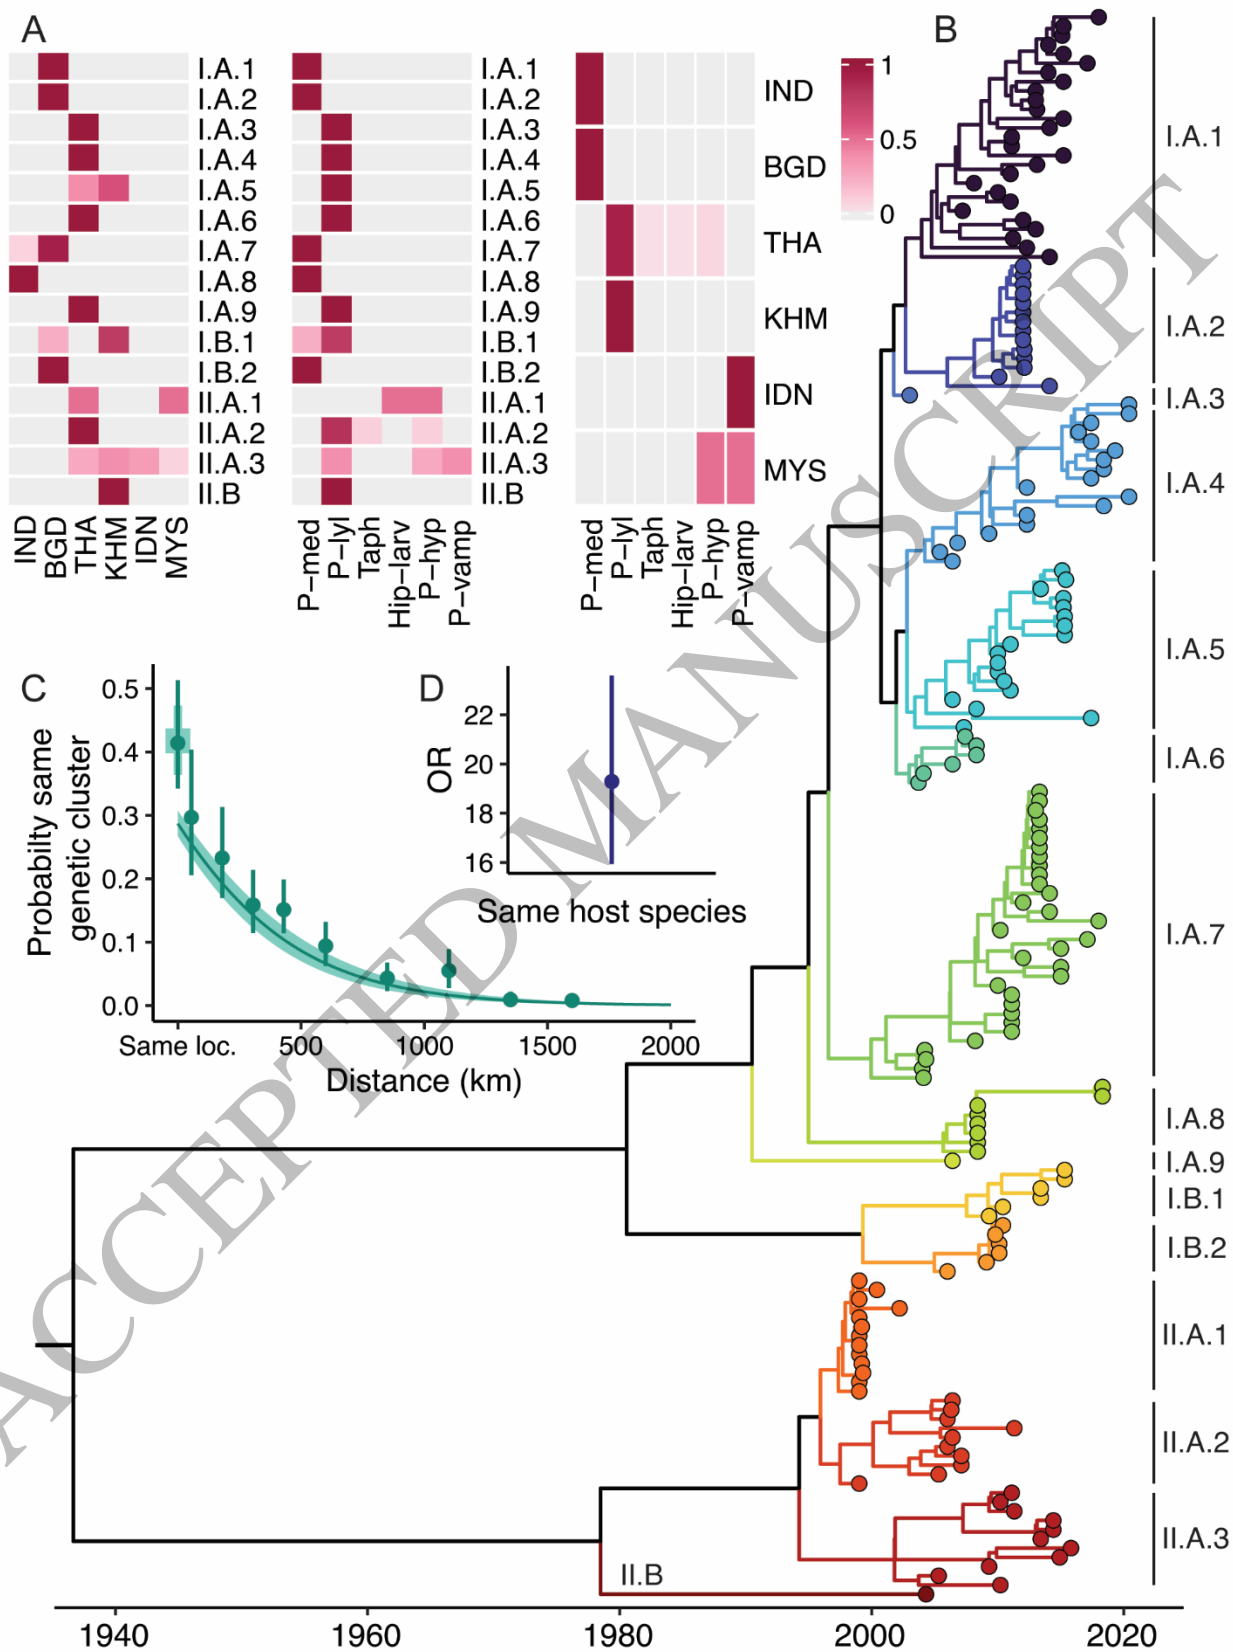 A
I.A.1
I.A.2
I.A.3
I.A.4
I.A.5
I.A.6
I.A.7
I.A.8
I.A.9
I.B.1
I.B.2
II.A.1
II.A.2
II.A.3
II.B
IND
BGD
THA
KHM
IDN
MYS
I.A.1
I.A.2
I.A.3
I.A.4
I.A.5
I.A.6
I.A.7
I.A.8
I.A.9
I.B.1
I.B.2
II.A.1
II.A.2
II.A.3
II.B
P-med
P-lyl
Taph
Hip-larv
P-hyp
P-vamp
IND
BGD
THA
KHM
IDN
MYS
P-med
P-lyl
Taph
Hip-larv
P-hyp
P-vamp
1
0.5
0
B
I.A.1
I.A.2
I.A.3
I.A.4
I.A.5
I.A.6
I.A.7
I.A.8
I.A.9
I.B.1
I.B.2
II.A.1
II.A.2
II.A.3
II.B
1940
1960
1980
2000
2020
C
Probabilty same
genetic cluster
0.5
0.4
0.3
0.2
0.1
0.0
Same loc.
500
1000
1500
2000
Distance (km)
D
OR
22
20
18
16
Same host species
ACCEPTED MANUSCRIPT